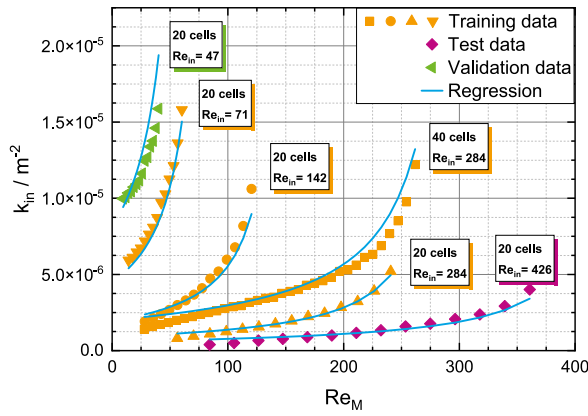 Training data
Test data
Validation data
Regression
20 cells
Re_in= 47
20 cells
Re_in= 71
20 cells
Re_in= 142
40 cells
Re_in= 284
20 cells
Re_in= 284
20 cells
Re_in= 426
k_in / m⁻²
2.0×10⁻⁵
1.5×10⁻⁵
1.0×10⁻⁵
5.0×10⁻⁶
0.0
0 100 200 300 400
Re_M